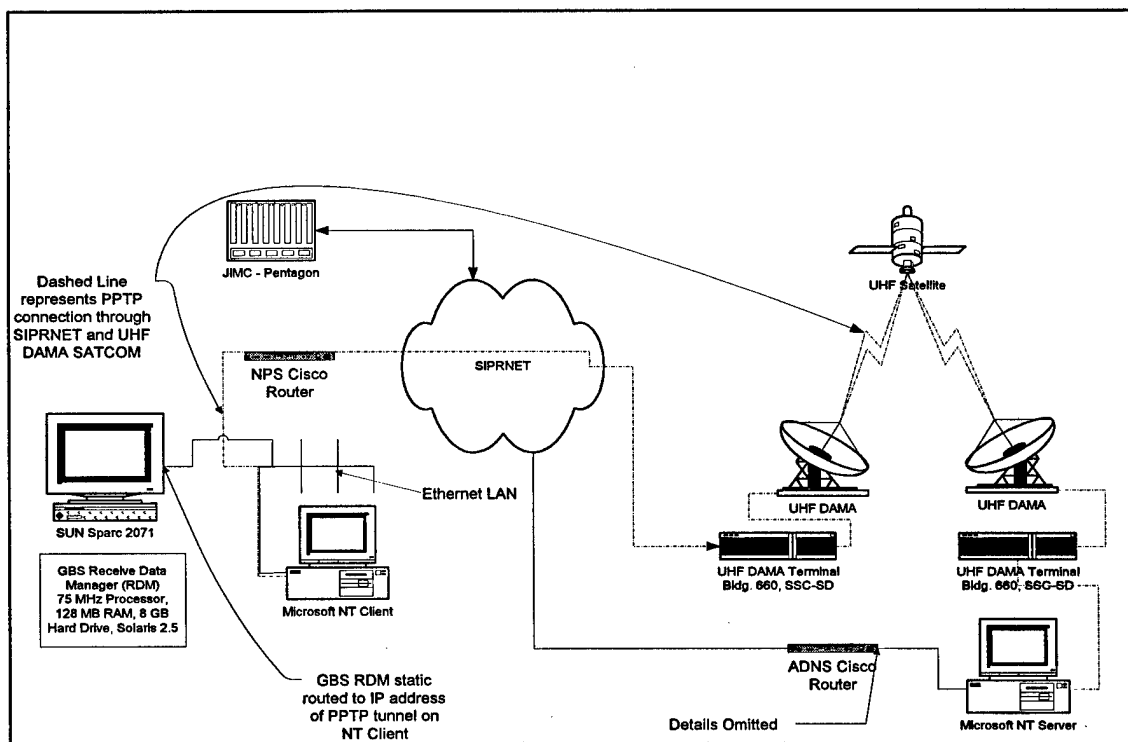 JIMC - Pentagon
UHF Satellite
Dashed Line
represents PPTP
connection through
SIPRNET and UHF
DAMA SATCOM
NPS Cisco
Router
SIPRNET
Ethernet LAN
SUN Sparc 2071
GBS Receive Data
Manager (RDM)
75 MHz Processor,
128 MB RAM, 8 GB
Hard Drive, Solaris 2.5
Microsoft NT Client
UHF DAMA
UHF DAMA
UHF DAMA Terminal
Bldg. 660, SSC-SD
UHF DAMA Terminal
Bldg. 660, SSC-SD
GBS RDM static
routed to IP address
of PPTP tunnel on
NT Client
ADNS Cisco
Router
Details Omitted
Microsoft NT Server